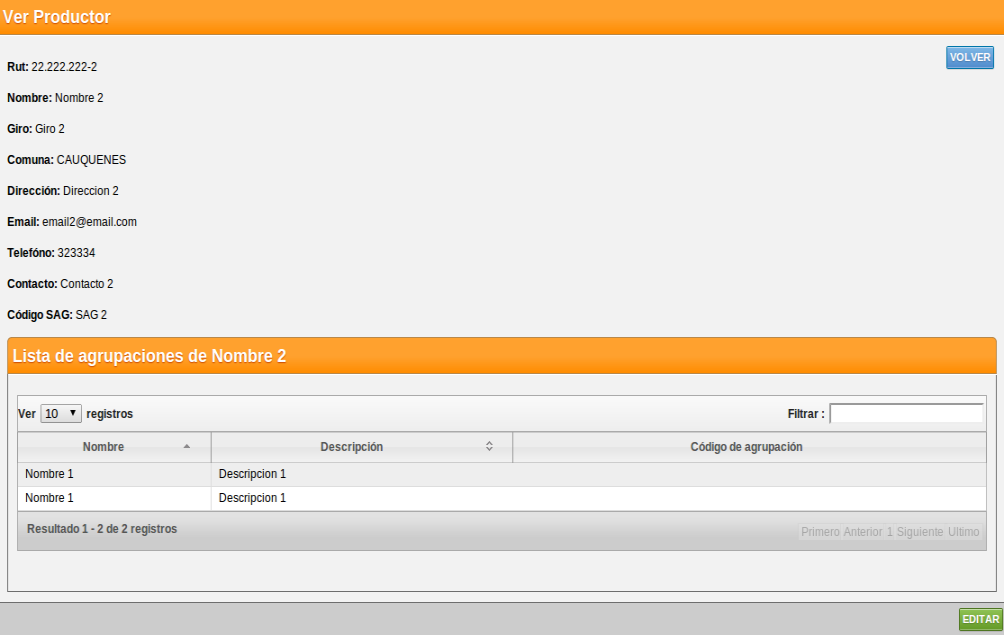 Ver Productor
VOLVER
Rut: 22.222.222-2
Nombre: Nombre 2
Giro: Giro 2
Comuna: CAUQUENES
Dirección: Direccion 2
Email: email2@email.com
Telefóno: 323334
Contacto: Contacto 2
Código SAG: SAG 2
Lista de agrupaciones de Nombre 2
Ver 10 registros Filtrar :
Nombre Descripción Código de agrupación
Nombre 1 Descripcion 1
Nombre 1 Descripcion 1
Resultado 1 - 2 de 2 registros Primero Anterior 1 Siguiente Ultimo
EDITAR